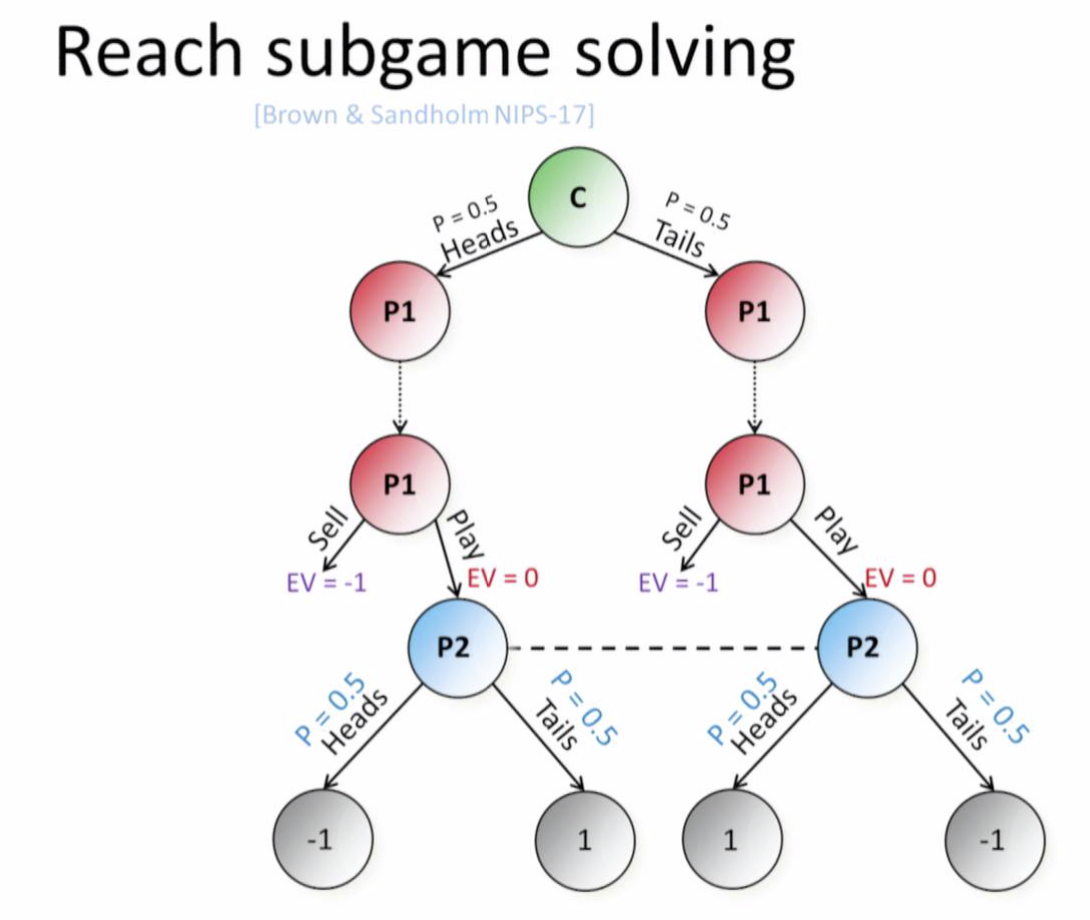 Reach subgame solving
[Brown & Sandholm NIPS-17]
C
P = 0.5
Heads
P = 0.5
Tails
P1
P1
P1
P1
Sell
Play
Sell
Play
EV = -1
EV = 0
EV = -1
EV = 0
P2
P2
P = 0.5
Heads
P = 0.5
Tails
P = 0.5
Heads
P = 0.5
Tails
-1
1
1
-1